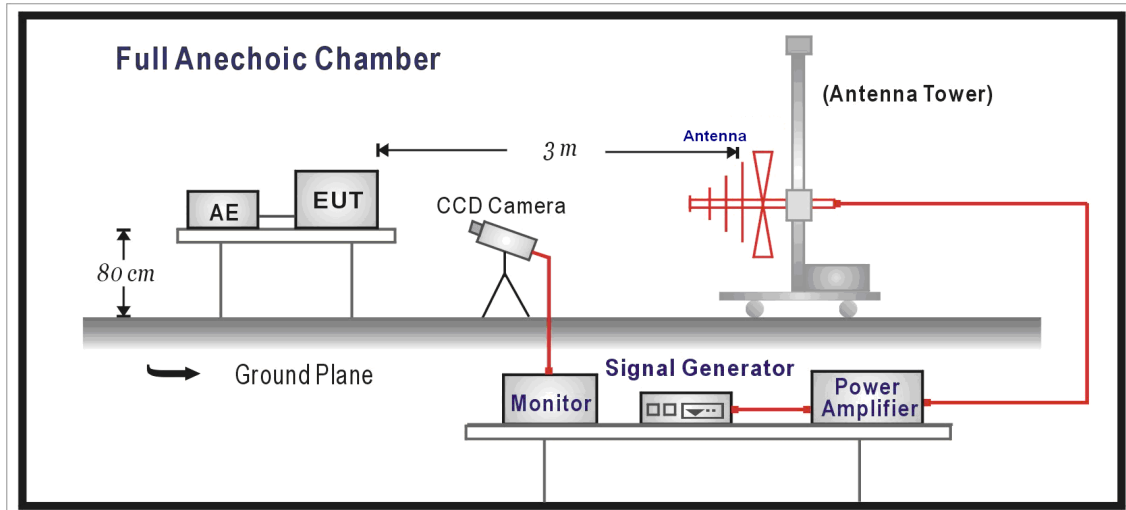 Full Anechoic Chamber
(Antenna Tower)
Antenna
3 m
AE
EUT
CCD Camera
80 cm
Ground Plane
Signal Generator
Monitor
Power
Amplifier